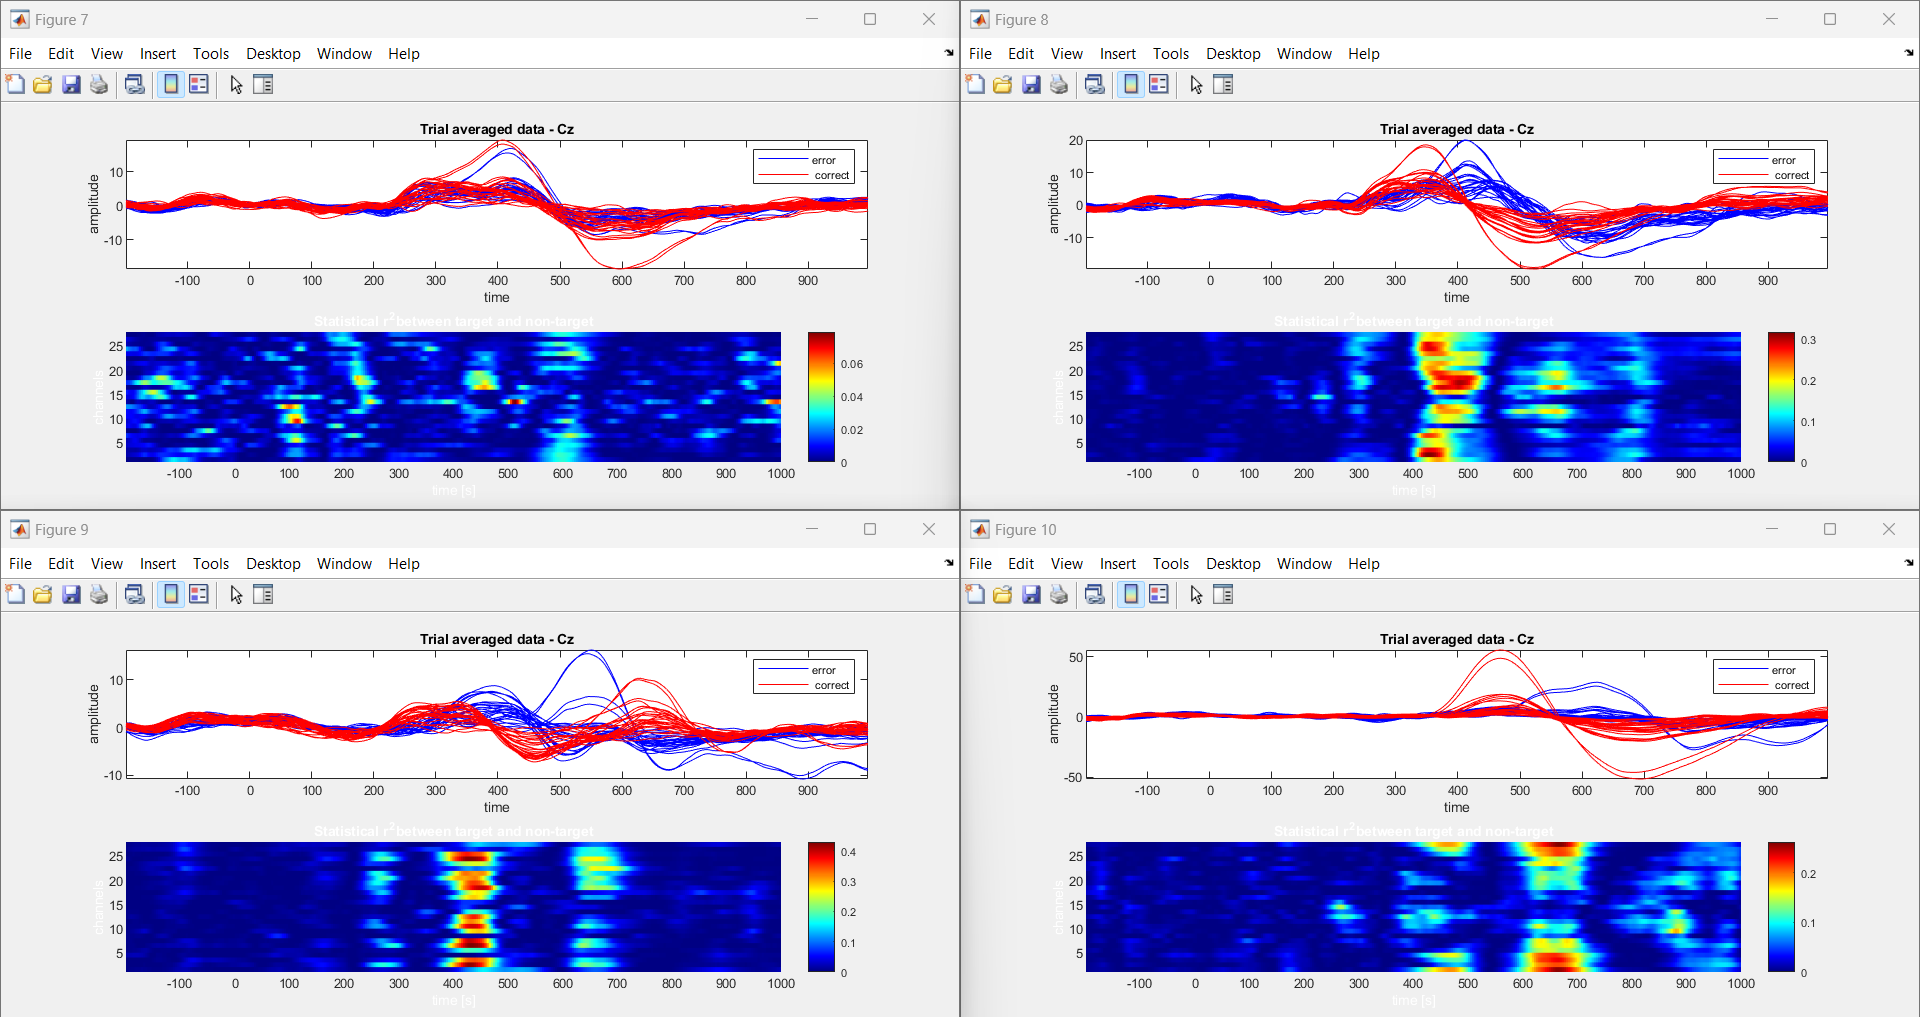 Figure 7
File Edit View Insert Tools Desktop Window Help
Trial averaged data - Cz
error
correct
amplitude
10
0
-10
-100 0 100 200 300 400 500 600 700 800 900
time
Statistical r2 between target and non-target
channels
25
20
15
10
5
0.06
0.04
0.02
0
-100 0 100 200 300 400 500 600 700 800 900 1000
time [s]
Figure 8
File Edit View Insert Tools Desktop Window Help
Trial averaged data - Cz
error
correct
amplitude
20
10
0
-10
-100 0 100 200 300 400 500 600 700 800 900
time
Statistical r2 between target and non-target
channels
25
20
15
10
5
0.3
0.2
0.1
0
-100 0 100 200 300 400 500 600 700 800 900 1000
time [s]
Figure 9
File Edit View Insert Tools Desktop Window Help
Trial averaged data - Cz
error
correct
amplitude
10
0
-10
-100 0 100 200 300 400 500 600 700 800 900
time
Statistical r2 between target and non-target
channels
25
20
15
10
5
0.4
0.3
0.2
0.1
0
-100 0 100 200 300 400 500 600 700 800 900 1000
time [s]
Figure 10
File Edit View Insert Tools Desktop Window Help
Trial averaged data - Cz
error
correct
amplitude
50
0
-50
-100 0 100 200 300 400 500 600 700 800 900
time
Statistical r2 between target and non-target
channels
25
20
15
10
5
0.2
0.1
0
-100 0 100 200 300 400 500 600 700 800 900 1000
time [s]